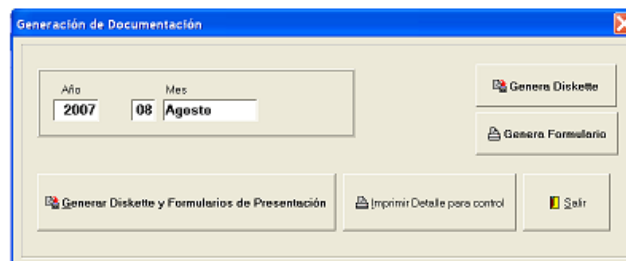 Generación de Documentación
Año Mes
2007 08 Agosto
Genera Diskette
Genera Formulario
Generar Diskette y Formularios de Presentación
Imprimir Detalle para control
Salir